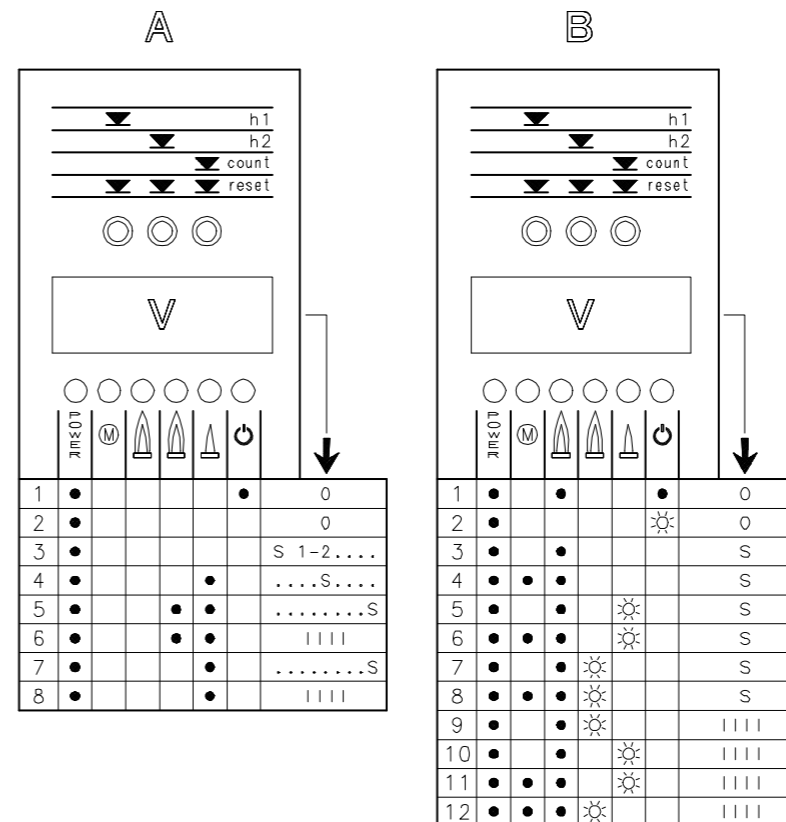 A
h1
h2
count
reset
V
POWER M
1 0
2 0
3 S 1-2....
4 ....S....
5 ........S
6 IIII
7 ........S
8 IIII
B
h1
h2
count
reset
V
POWER M
1 0
2 0
3 S
4 S
5 S
6 S
7 S
8 S
9 IIII
10 IIII
11 IIII
12 IIII